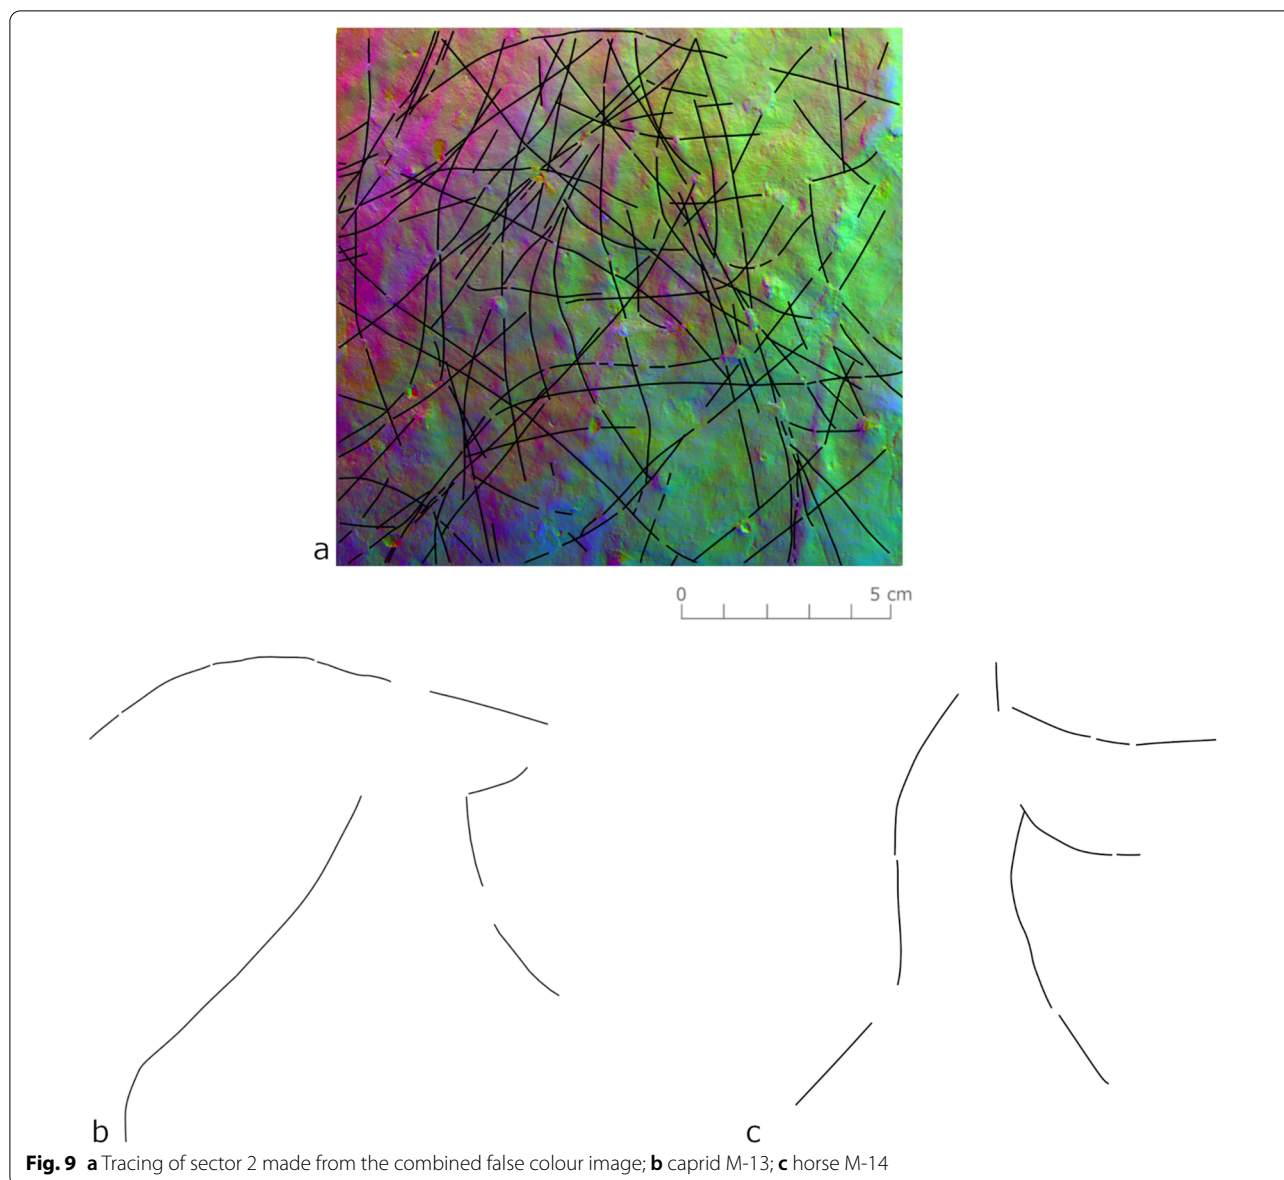 a
0 5 cm
b
c
Fig. 9 a Tracing of sector 2 made from the combined false colour image; b caprid M-13; c horse M-14